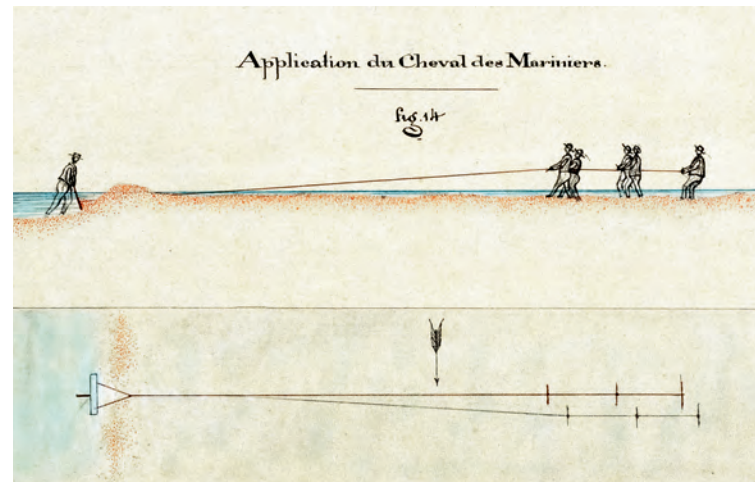 Application du Cheval des Mariniers.
fig. 14